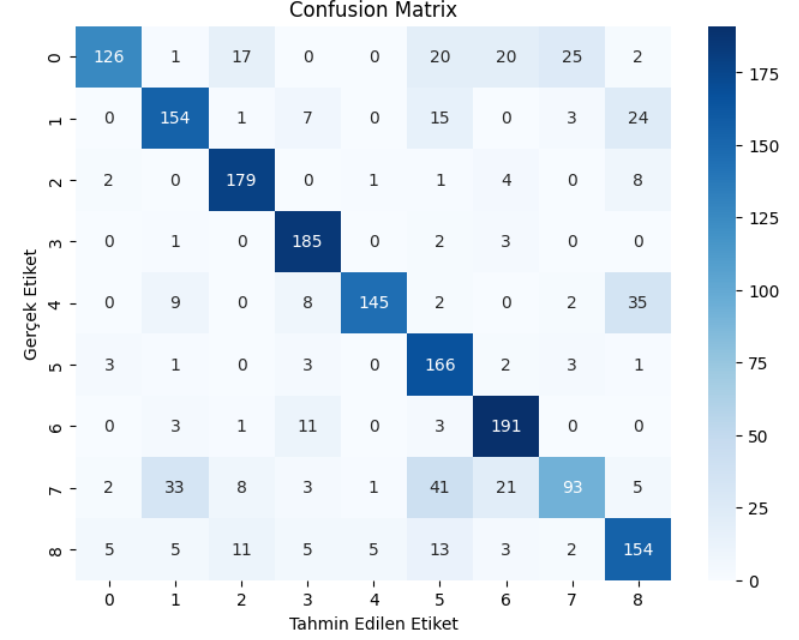 Confusion Matrix
0 126 1 17 0 0 20 20 25 2
1 0 154 1 7 0 15 0 3 24
2 2 0 179 0 1 1 4 0 8
3 0 1 0 185 0 2 3 0 0
4 0 9 0 8 145 2 0 2 35
5 3 1 0 3 0 166 2 3 1
6 0 3 1 11 0 3 191 0 0
7 2 33 8 3 1 41 21 93 5
8 5 5 11 5 5 13 3 2 154
0 1 2 3 4 5 6 7 8
Gerçek Etiket
Tahmin Edilen Etiket
175
150
125
100
75
50
25
0